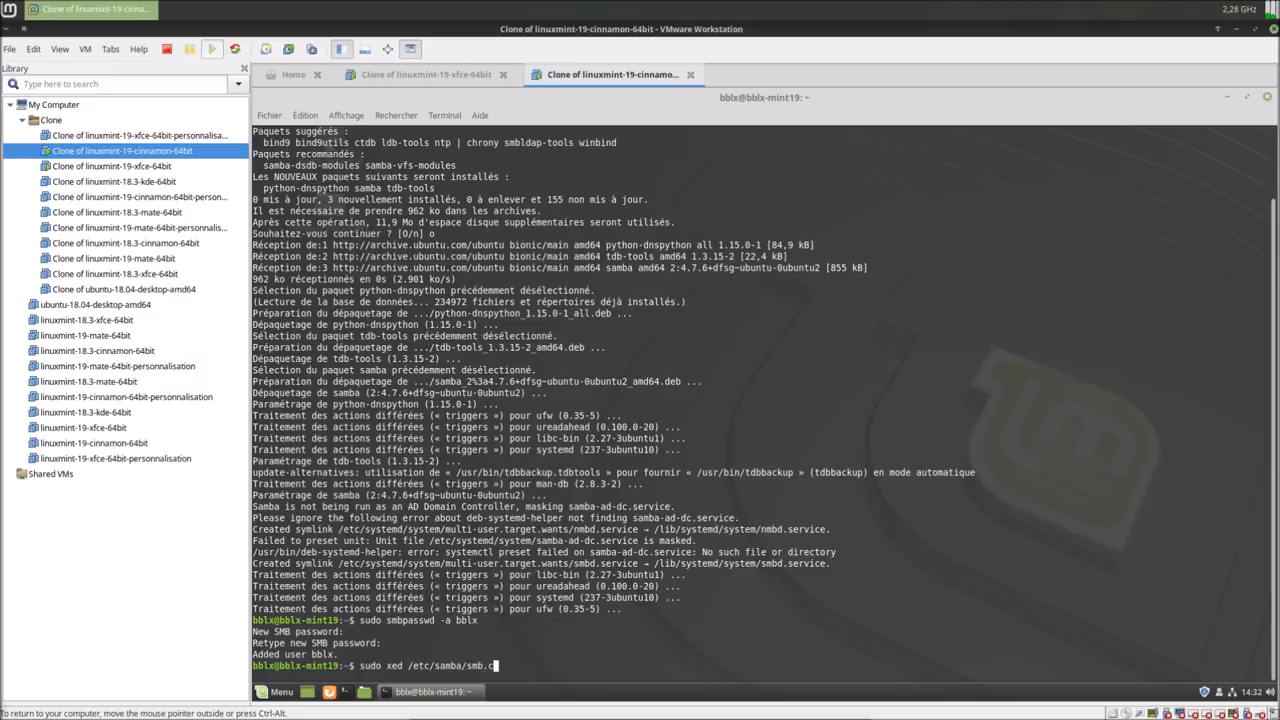 Clone of linuxmint-19-cinna...
2,28 GHz
Clone of linuxmint-19-cinnamon-64bit - VMware Workstation
File Edit View VM Tabs Help
Library
Type here to search
My Computer
Clone
Clone of linuxmint-19-xfce-64bit-personnalisa...
Clone of linuxmint-19-cinnamon-64bit
Clone of linuxmint-19-xfce-64bit
Clone of linuxmint-18.3-kde-64bit
Clone of linuxmint-19-cinnamon-64bit-person...
Clone of linuxmint-18.3-mate-64bit
Clone of linuxmint-19-mate-64bit-personnalis...
Clone of linuxmint-18.3-cinnamon-64bit
Clone of linuxmint-19-mate-64bit
Clone of linuxmint-18.3-xfce-64bit
Clone of ubuntu-18.04-desktop-amd64
ubuntu-18.04-desktop-amd64
linuxmint-18.3-xfce-64bit
linuxmint-19-mate-64bit
linuxmint-18.3-cinnamon-64bit
linuxmint-19-mate-64bit-personnalisation
linuxmint-18.3-mate-64bit
linuxmint-19-cinnamon-64bit-personnalisation
linuxmint-18.3-kde-64bit
linuxmint-19-xfce-64bit
linuxmint-19-cinnamon-64bit
linuxmint-19-xfce-64bit-personnalisation
Shared VMs
Home
Clone of linuxmint-19-xfce-64bit
Clone of linuxmint-19-cinnamo...
bblx@bblx-mint19: ~
Fichier Édition Affichage Rechercher Terminal Aide
Paquets suggérés :
bind9 bind9utils ctdb ldb-tools ntp | chrony smbldap-tools winbind
Paquets recommandés :
samba-dsdb-modules samba-vfs-modules
Les NOUVEAUX paquets suivants seront installés :
python-dnspython samba tdb-tools
0 mis à jour, 3 nouvellement installés, 0 à enlever et 155 non mis à jour.
Il est nécessaire de prendre 962 ko dans les archives.
Après cette opération, 11,9 Mo d'espace disque supplémentaires seront utilisés.
Souhaitez-vous continuer ? [O/n] o
Réception de:1 http://archive.ubuntu.com/ubuntu bionic/main amd64 python-dnspython all 1.15.0-1 [84,9 kB]
Réception de:2 http://archive.ubuntu.com/ubuntu bionic/main amd64 tdb-tools amd64 1.3.15-2 [22,4 kB]
Réception de:3 http://archive.ubuntu.com/ubuntu bionic/main amd64 samba amd64 2:4.7.6+dfsg~ubuntu-0ubuntu2 [855 kB]
962 ko réceptionnés en 0s (2.901 ko/s)
Sélection du paquet python-dnspython précédemment désélectionné.
(Lecture de la base de données... 234972 fichiers et répertoires déjà installés.)
Préparation du dépaquetage de .../python-dnspython_1.15.0-1_all.deb ...
Dépaquetage de python-dnspython (1.15.0-1) ...
Sélection du paquet tdb-tools précédemment désélectionné.
Préparation du dépaquetage de .../tdb-tools_1.3.15-2_amd64.deb ...
Dépaquetage de tdb-tools (1.3.15-2) ...
Sélection du paquet samba précédemment désélectionné.
Préparation du dépaquetage de .../samba_2%3a4.7.6+dfsg~ubuntu-0ubuntu2_amd64.deb ...
Dépaquetage de samba (2:4.7.6+dfsg~ubuntu-0ubuntu2) ...
Paramétrage de python-dnspython (1.15.0-1) ...
Traitement des actions différées (« triggers ») pour ufw (0.35-5) ...
Traitement des actions différées (« triggers ») pour ureadahead (0.100.0-20) ...
Traitement des actions différées (« triggers ») pour libc-bin (2.27-3ubuntu1) ...
Traitement des actions différées (« triggers ») pour systemd (237-3ubuntu10) ...
Paramétrage de tdb-tools (1.3.15-2) ...
update-alternatives: utilisation de « /usr/bin/tdbbackup.tdbtools » pour fournir « /usr/bin/tdbbackup » (tdbbackup) en mode automatique
Traitement des actions différées (« triggers ») pour man-db (2.8.3-2) ...
Paramétrage de samba (2:4.7.6+dfsg~ubuntu-0ubuntu2) ...
Samba is not being run as an AD Domain Controller, masking samba-ad-dc.service.
Please ignore the following error about deb-systemd-helper not finding samba-ad-dc.service.
Created symlink /etc/systemd/system/multi-user.target.wants/nmbd.service → /lib/systemd/system/nmbd.service.
Failed to preset unit: Unit file /etc/systemd/system/samba-ad-dc.service is masked.
/usr/bin/deb-systemd-helper: error: systemctl preset failed on samba-ad-dc.service: No such file or directory
Created symlink /etc/systemd/system/multi-user.target.wants/smbd.service → /lib/systemd/system/smbd.service.
Traitement des actions différées (« triggers ») pour libc-bin (2.27-3ubuntu1) ...
Traitement des actions différées (« triggers ») pour ureadahead (0.100.0-20) ...
Traitement des actions différées (« triggers ») pour systemd (237-3ubuntu10) ...
Traitement des actions différées (« triggers ») pour ufw (0.35-5) ...
bblx@bblx-mint19:~$ sudo smbpasswd -a bblx
New SMB password:
Retype new SMB password:
Added user bblx.
bblx@bblx-mint19:~$ sudo xed /etc/samba/smb.c
Menu
bblx@bblx-mint19: ~
14:32
To return to your computer, move the mouse pointer outside or press Ctrl-Alt.